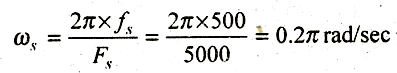 ω_s = 2π×f_s / F_s = 2π×500 / 5000 = 0.2π rad/sec